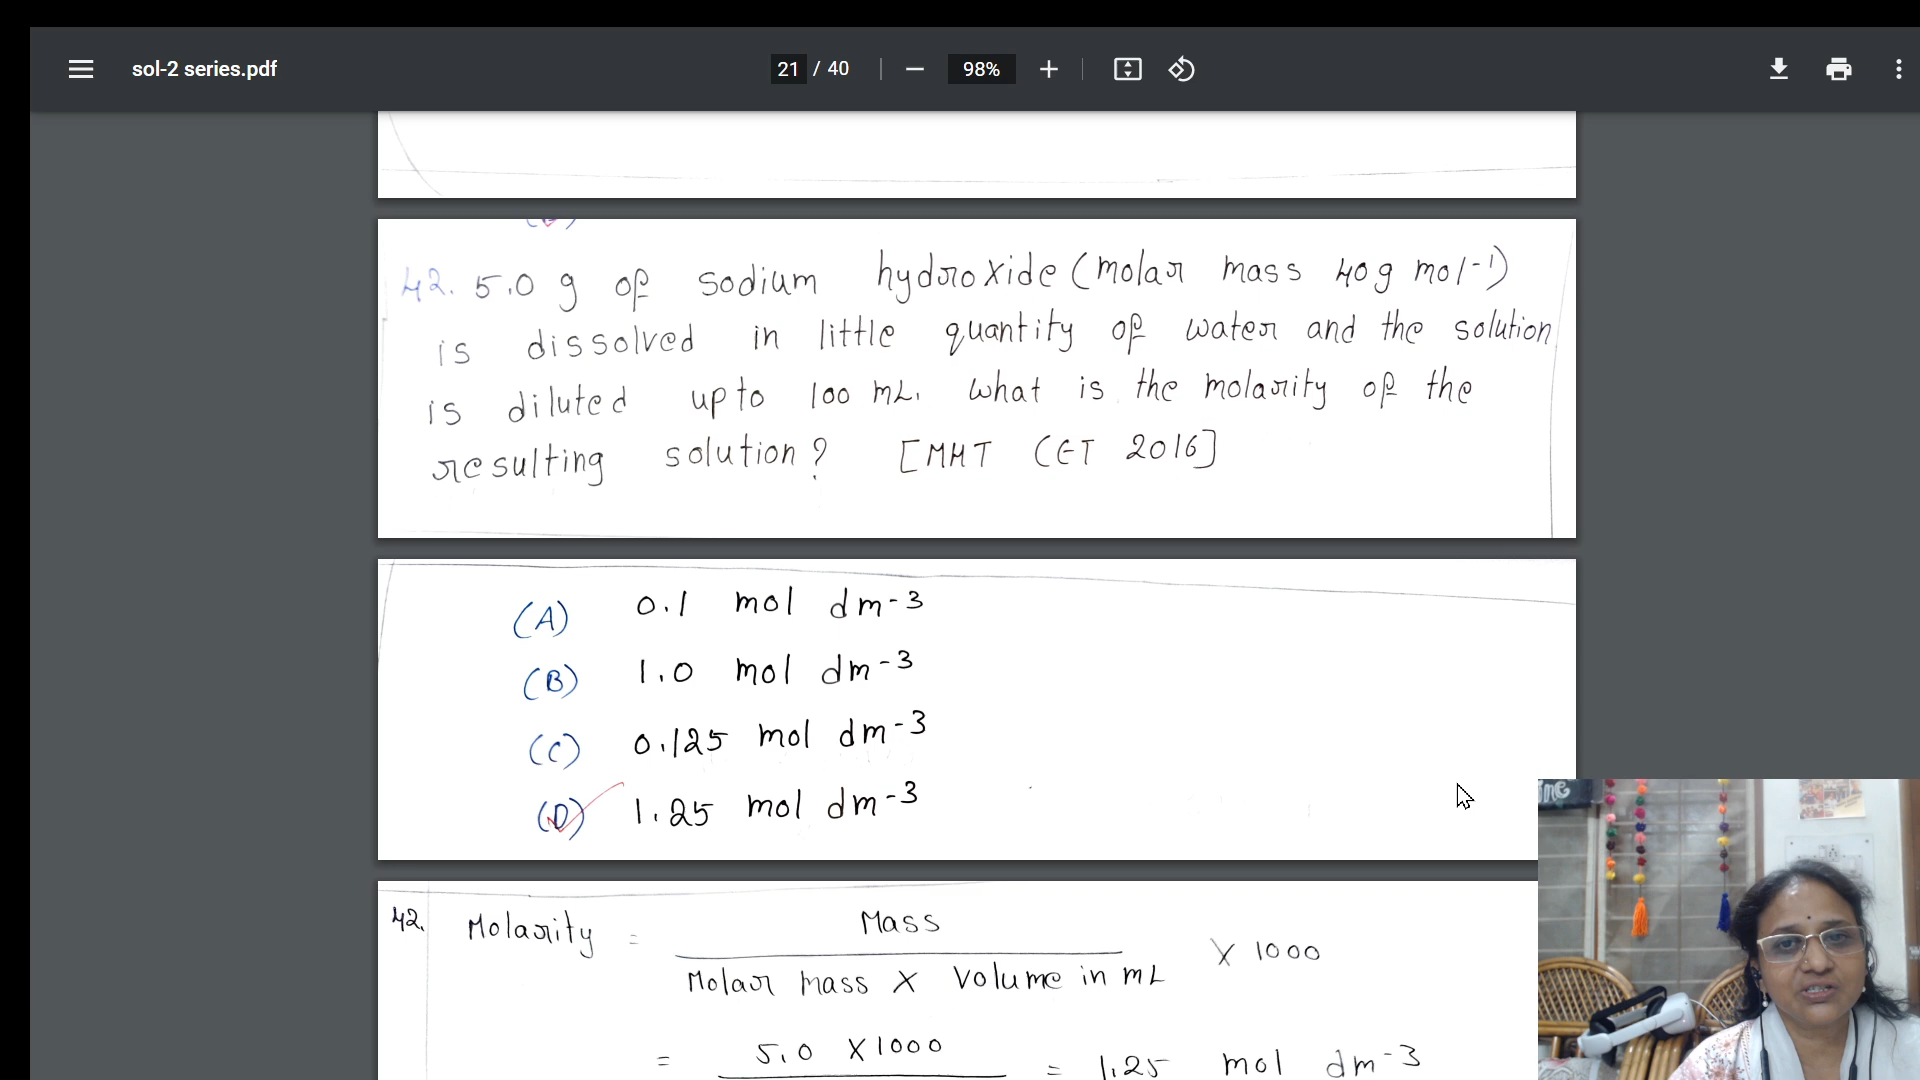 sol-2 series.pdf 21 / 40 98%
42. 5.0 g of sodium hydroxide (molar mass 40g mol-1)
is dissolved in little quantity of water and the solution
is diluted upto 100 mL. What is the molarity of the
resulting solution? [MHT CET 2016]
(A) 0.1 mol dm-3
(B) 1.0 mol dm-3
(C) 0.125 mol dm-3
(D) 1.25 mol dm-3
42. Molarity = Mass
Molar mass X Volume in mL X 1000
= 5.0 X1000 = 1.25 mol dm-3